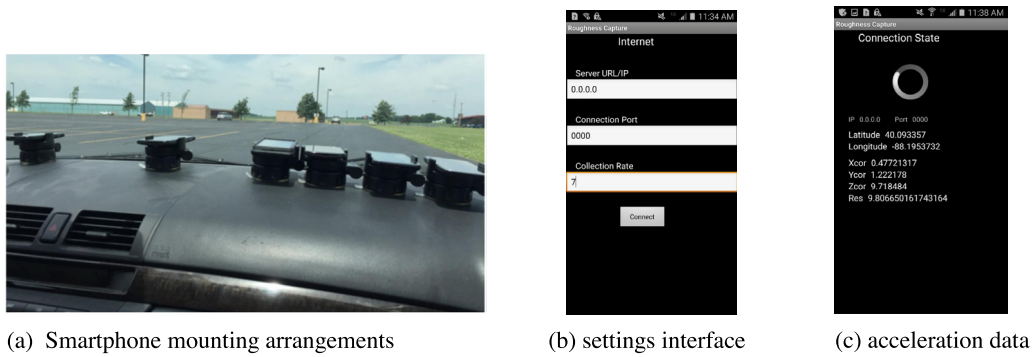 11:34 AM
Roughness Capture
Internet
Server URL/IP
0.0.0.0
Connection Port
0000
Collection Rate
7
Connect
11:38 AM
Roughness Capture
Connection State
IP 0.0.0.0 Port 0000
Latitude 40.093357
Longitude -88.1953732
Xcor 0.47721317
Ycor 1.222178
Zcor 9.718484
Res 9.806650161743164
(a) Smartphone mounting arrangements
(b) settings interface
(c) acceleration data